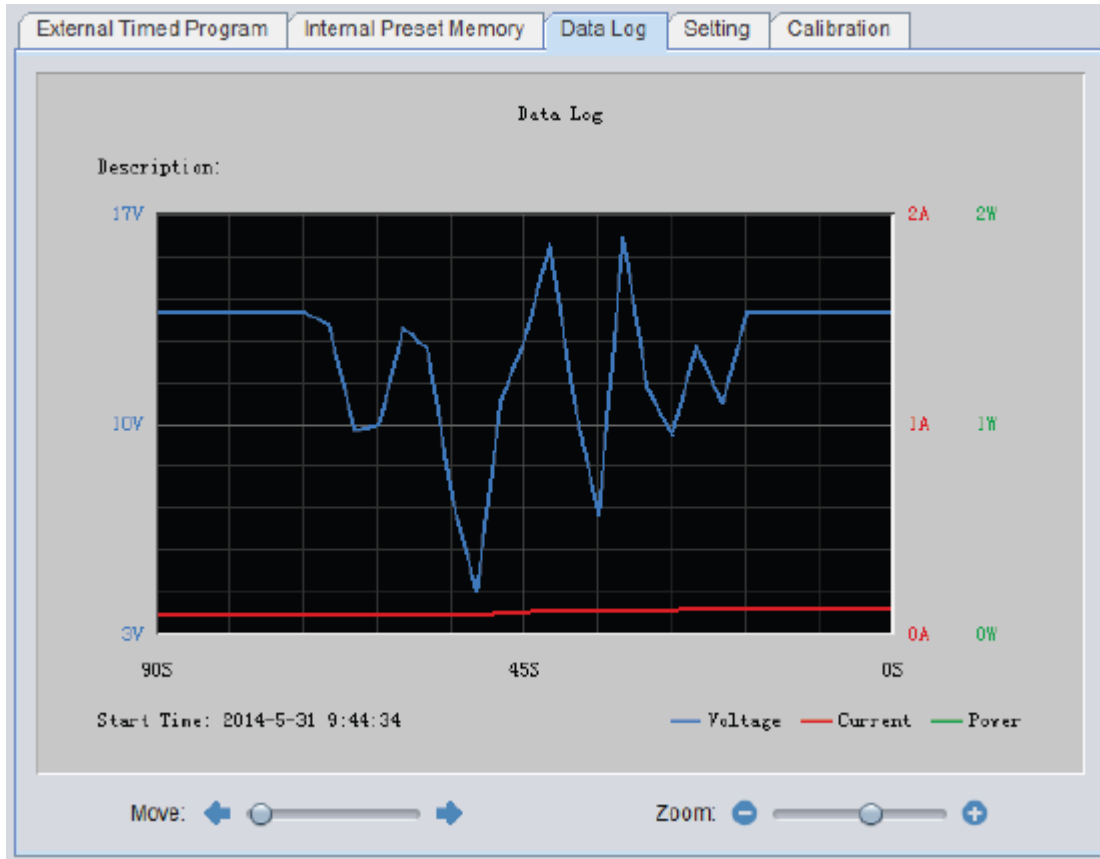 External Timed Program Internal Preset Memory Data Log Setting Calibration
Data Log
Description:
17V 2A 2W
10V 1A 1W
3V 0A 0W
90S 45S 0S
Start Time: 2014-5-31 9:44:34 Voltage Current Power
Move: Zoom: